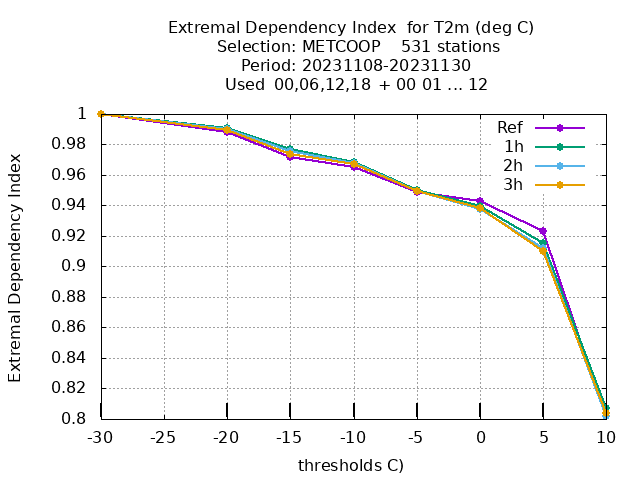 Extremal Dependency Index  for T2m (deg C)
Selection: METCOOP    531 stations
Period: 20231108-20231130
Used  00,06,12,18  + 00 01 ... 12
Extremal Dependency Index
1
0.98
0.96
0.94
0.92
0.9
0.88
0.86
0.84
0.82
0.8
Ref
1h
2h
3h
-30
-25
-20
-15
-10
-5
0
5
10
thresholds C)